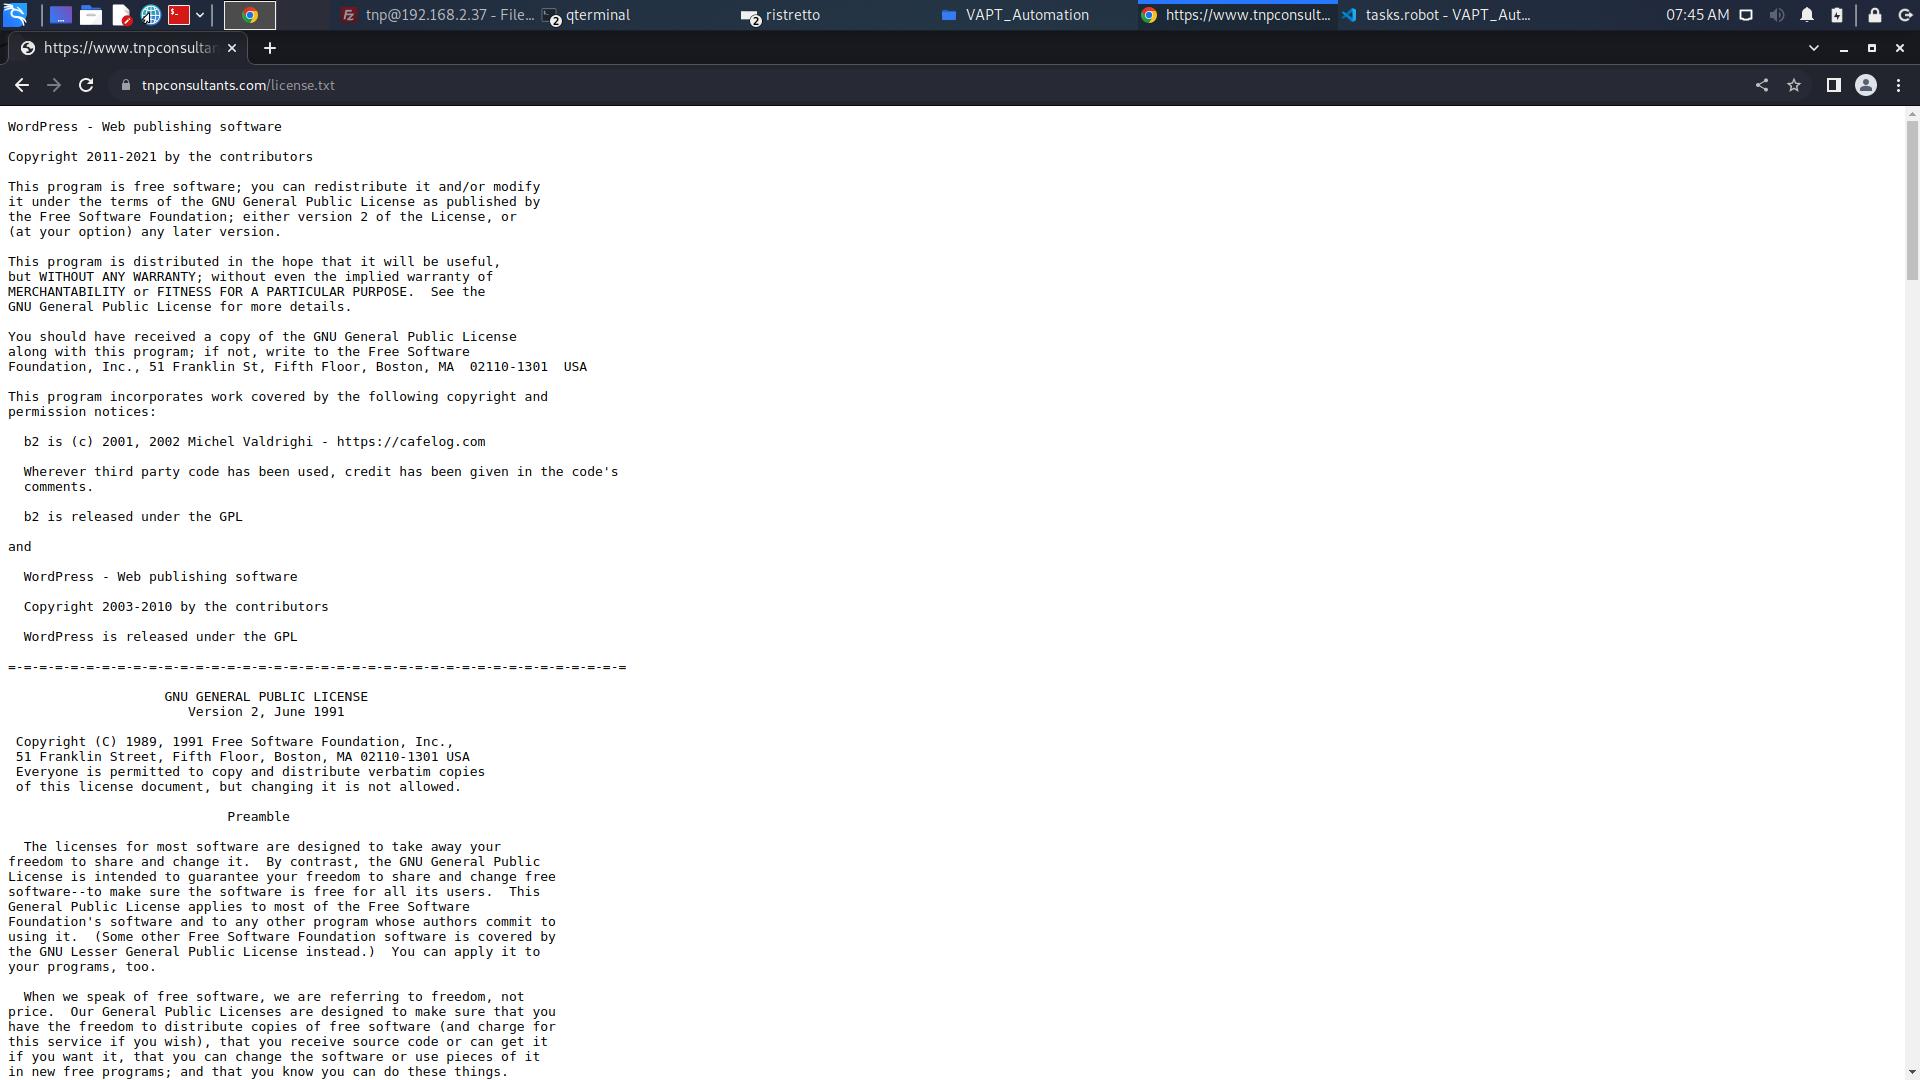 tnp@192.168.2.37 - File...
2
qterminal
2
ristretto
VAPT_Automation
https://www.tnpconsult...
tasks.robot - VAPT_Aut...
07:45 AM
https://www.tnpconsultan
tnpconsultants.com/license.txt
WordPress - Web publishing software
Copyright 2011-2021 by the contributors
This program is free software; you can redistribute it and/or modify
it under the terms of the GNU General Public License as published by
the Free Software Foundation; either version 2 of the License, or
(at your option) any later version.
This program is distributed in the hope that it will be useful,
but WITHOUT ANY WARRANTY; without even the implied warranty of
MERCHANTABILITY or FITNESS FOR A PARTICULAR PURPOSE.  See the
GNU General Public License for more details.
You should have received a copy of the GNU General Public License
along with this program; if not, write to the Free Software
Foundation, Inc., 51 Franklin St, Fifth Floor, Boston, MA  02110-1301  USA
This program incorporates work covered by the following copyright and
permission notices:
b2 is (c) 2001, 2002 Michel Valdrighi - https://cafelog.com
Wherever third party code has been used, credit has been given in the code's
comments.
b2 is released under the GPL
and
WordPress - Web publishing software
Copyright 2003-2010 by the contributors
WordPress is released under the GPL
=-=-=-=-=-=-=-=-=-=-=-=-=-=-=-=-=-=-=-=-=-=-=-=-=-=-=-=-=-=-=-=-=-=-=-=-=-=-=-=
GNU GENERAL PUBLIC LICENSE
Version 2, June 1991
Copyright (C) 1989, 1991 Free Software Foundation, Inc.,
51 Franklin Street, Fifth Floor, Boston, MA 02110-1301 USA
Everyone is permitted to copy and distribute verbatim copies
of this license document, but changing it is not allowed.
Preamble
The licenses for most software are designed to take away your
freedom to share and change it.  By contrast, the GNU General Public
License is intended to guarantee your freedom to share and change free
software--to make sure the software is free for all its users.  This
General Public License applies to most of the Free Software
Foundation's software and to any other program whose authors commit to
using it.  (Some other Free Software Foundation software is covered by
the GNU Lesser General Public License instead.)  You can apply it to
your programs, too.
When we speak of free software, we are referring to freedom, not
price.  Our General Public Licenses are designed to make sure that you
have the freedom to distribute copies of free software (and charge for
this service if you wish), that you receive source code or can get it
if you want it, that you can change the software or use pieces of it
in new free programs; and that you know you can do these things.